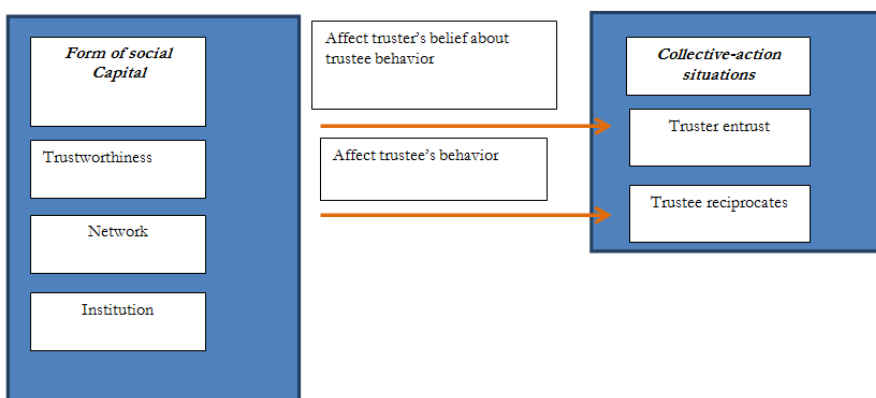 Form of social
Capital
Trustworthiness
Network
Institution
Affect truster's belief about
trustee behavior
Affect trustee's behavior
Collective-action
situations
Truster entrust
Trustee reciprocates